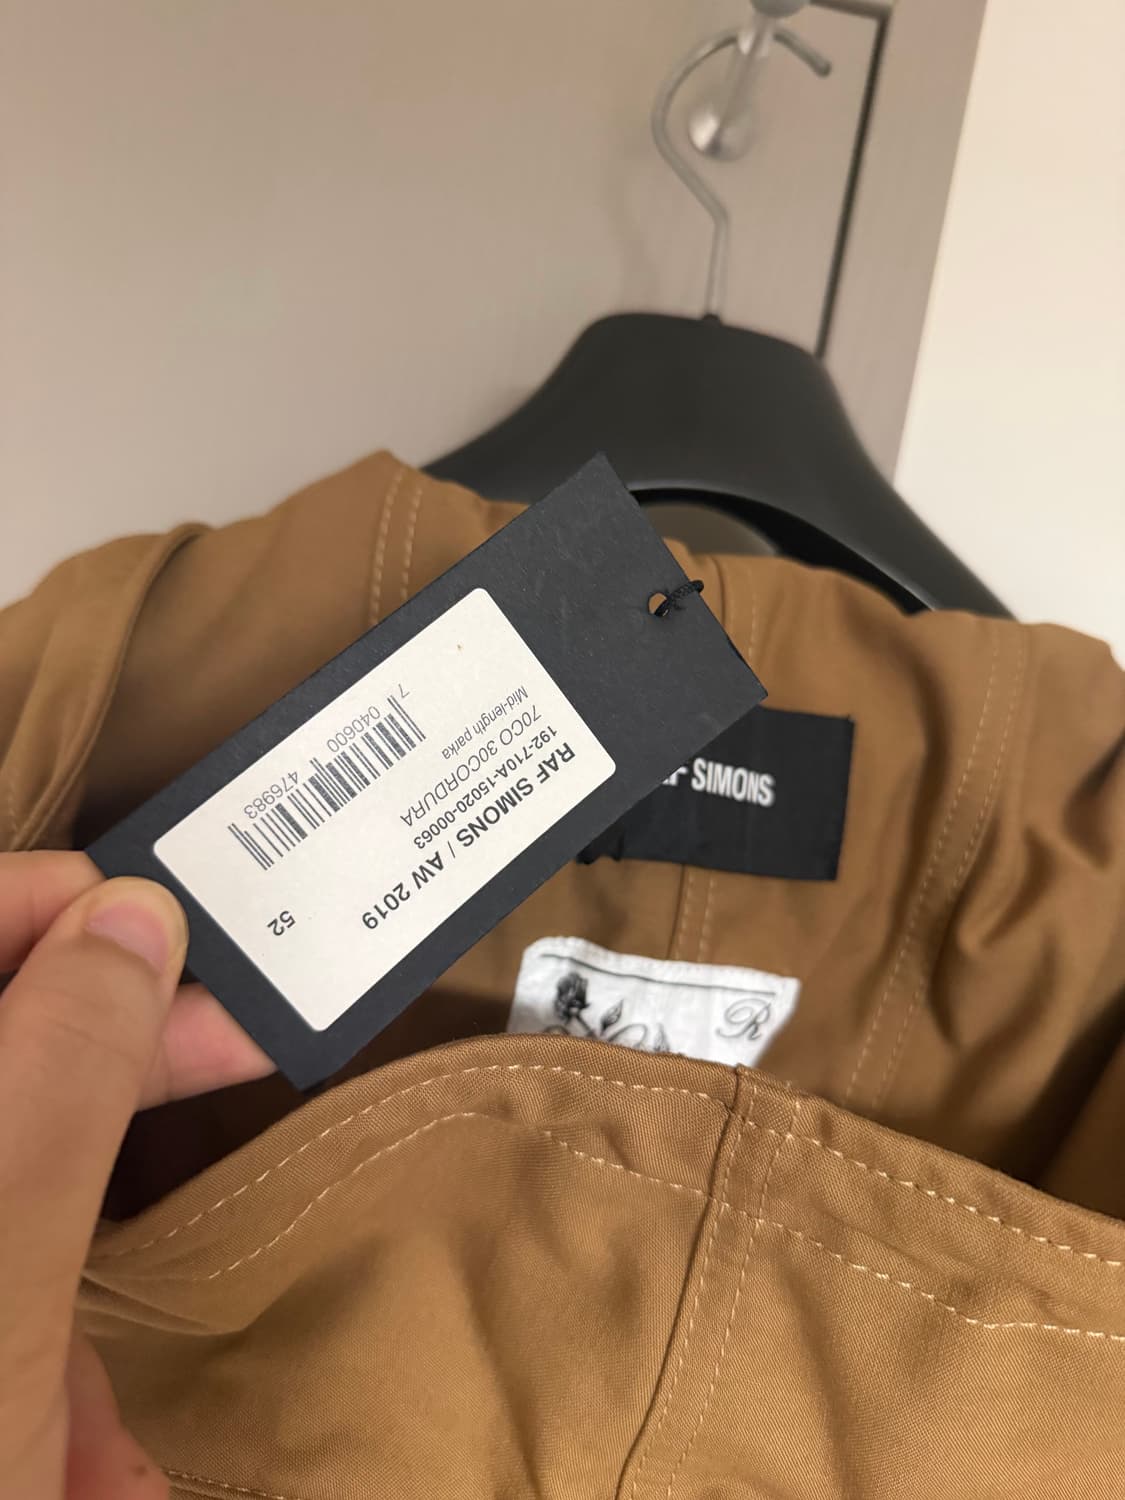 RAF SIMONS / AW 2019
192-710A-15020-00063
70CO 30CORDURA
Mid-length parka
7 040600 476983
52
SIMONS
R